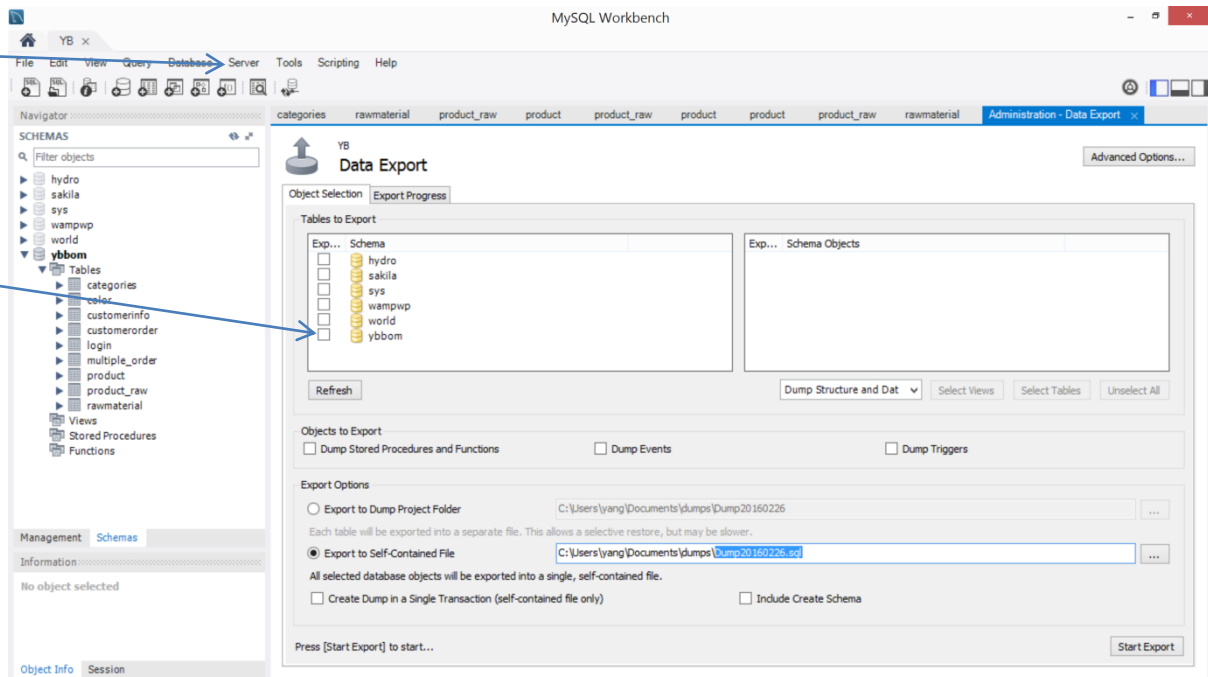 MySQL Workbench
YB ×
File Edit View Query Database Server Tools Scripting Help
Navigator
SCHEMAS
Filter objects
hydro
sakila
sys
wampwp
world
ybbom
Tables
categories
color
customerinfo
customerorder
login
multiple_order
product
product_raw
rawmaterial
Views
Stored Procedures
Functions
Management Schemas
Information
No object selected
Object Info Session
categories rawmaterial product_raw product product_raw product product product_raw rawmaterial Administration - Data Export ×
YB
Data Export
Advanced Options...
Object Selection Export Progress
Tables to Export
Exp... Schema
hydro
sakila
sys
wampwp
world
ybbom
Exp... Schema Objects
Refresh
Dump Structure and Dat Select Views Select Tables Unselect All
Objects to Export
Dump Stored Procedures and Functions Dump Events Dump Triggers
Export Options
Export to Dump Project Folder C:\Users\yang\Documents\dumps\Dump20160226 ...
Each table will be exported into a separate file. This allows a selective restore, but may be slower.
Export to Self-Contained File C:\Users\yang\Documents\dumps\Dump20160226.sql ...
All selected database objects will be exported into a single, self-contained file.
Create Dump in a Single Transaction (self-contained file only) Include Create Schema
Press [Start Export] to start...
Start Export